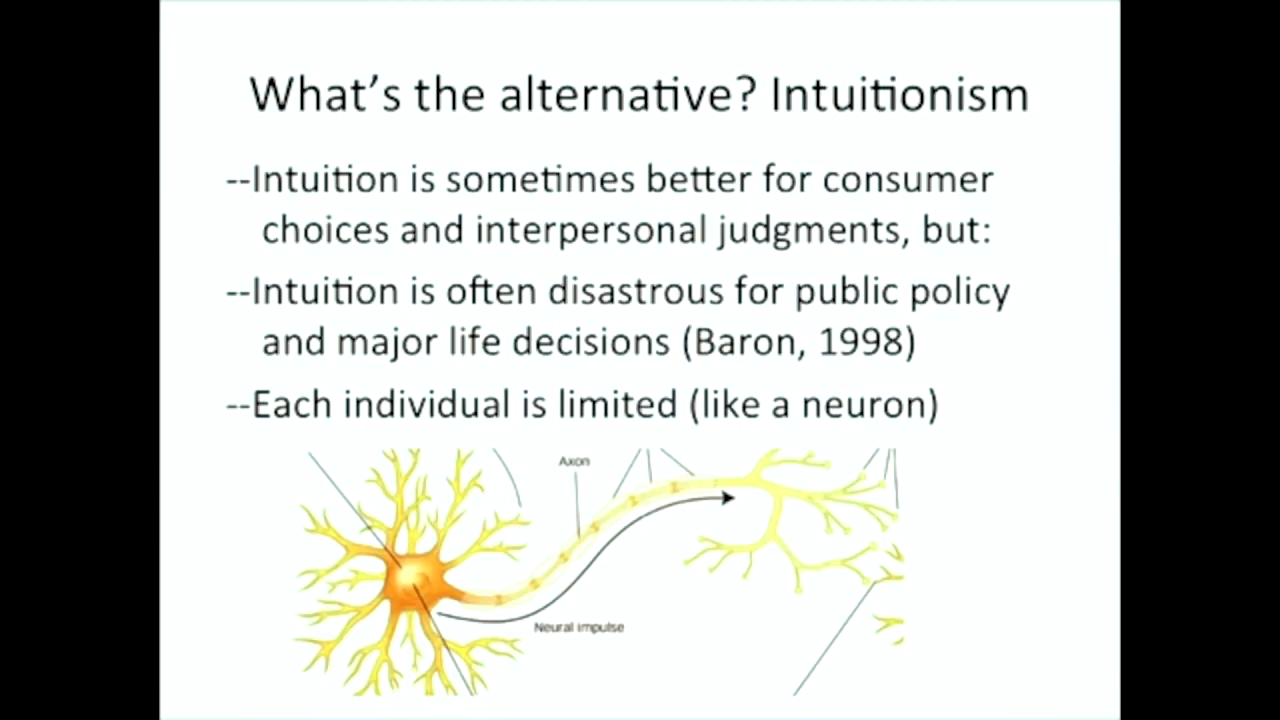 What's the alternative? Intuitionism
--Intuition is sometimes better for consumer
choices and interpersonal judgments, but:
--Intuition is often disastrous for public policy
and major life decisions (Baron, 1998)
--Each individual is limited (like a neuron)
Axon
Neural impulse